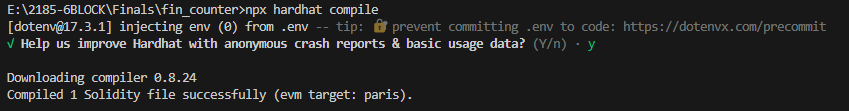 E:\2185-6BLOCK\Finals\fin_counter>npx hardhat compile
[dotenv@17.3.1] injecting env (0) from .env -- tip: 🔐 prevent committing .env to code: https://dotenvx.com/precommit
√ Help us improve Hardhat with anonymous crash reports & basic usage data? (Y/n) · y
Downloading compiler 0.8.24
Compiled 1 Solidity file successfully (evm target: paris).